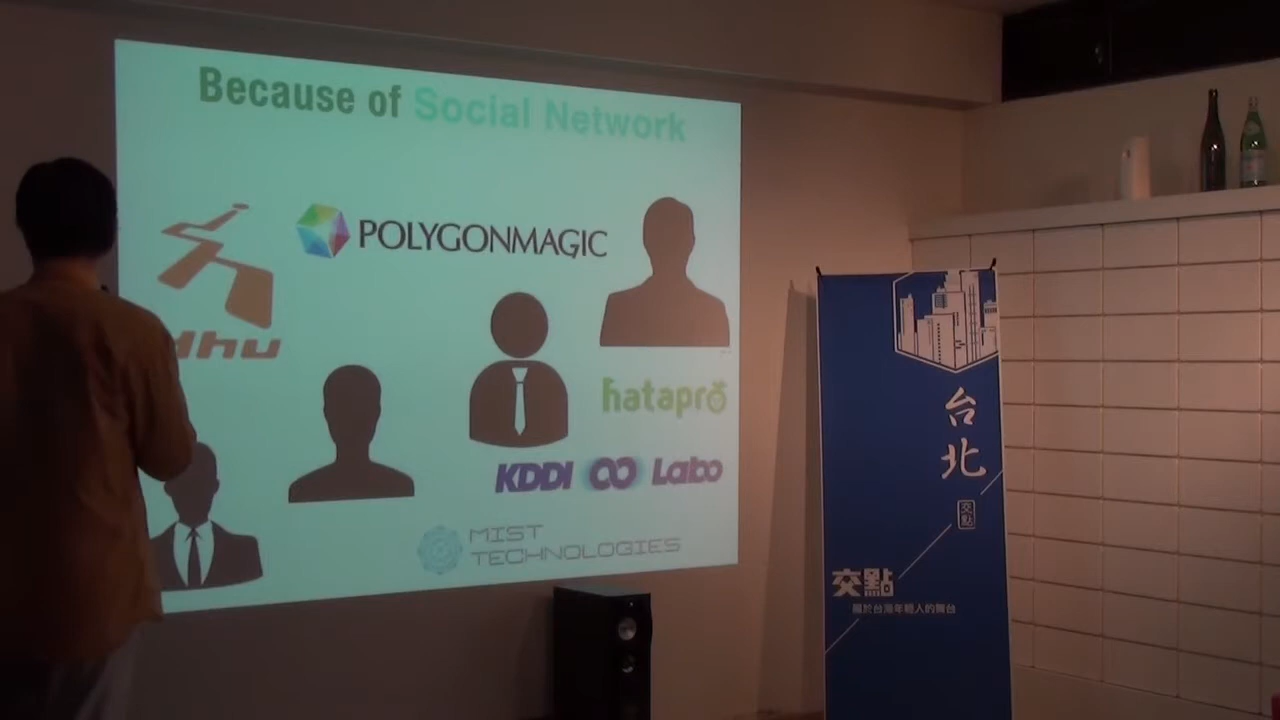 Because of Social Network
POLYGONMAGIC
dhu
hatapro
KDDI ∞ Labo
MIST
TECHNOLOGIES
台北
交點
交點
屬於台灣年輕人的舞台